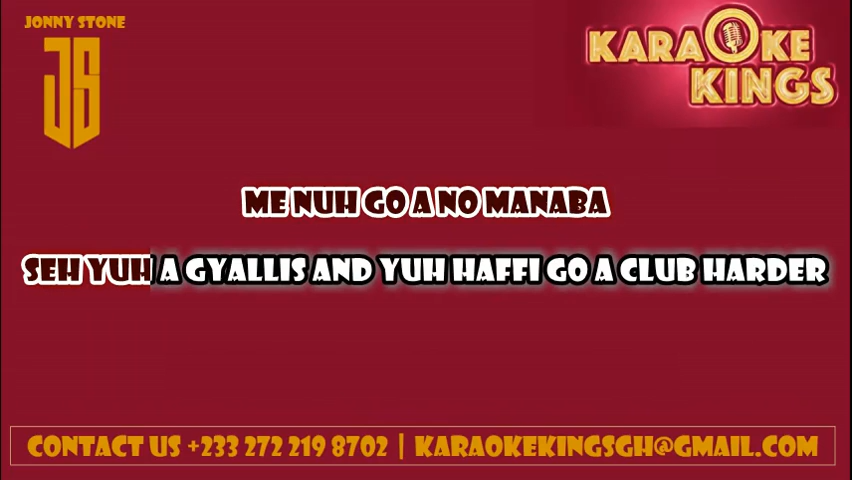 JONNY STONE
JS
KARAOKE
KINGS
ME NUH GO A NO MANABA
SEH YUH A GYALLIS AND YUH HAFFI GO A CLUB HARDER
CONTACT US +233 272 219 8702 | KARAOKEKINGSGH@GMAIL.COM